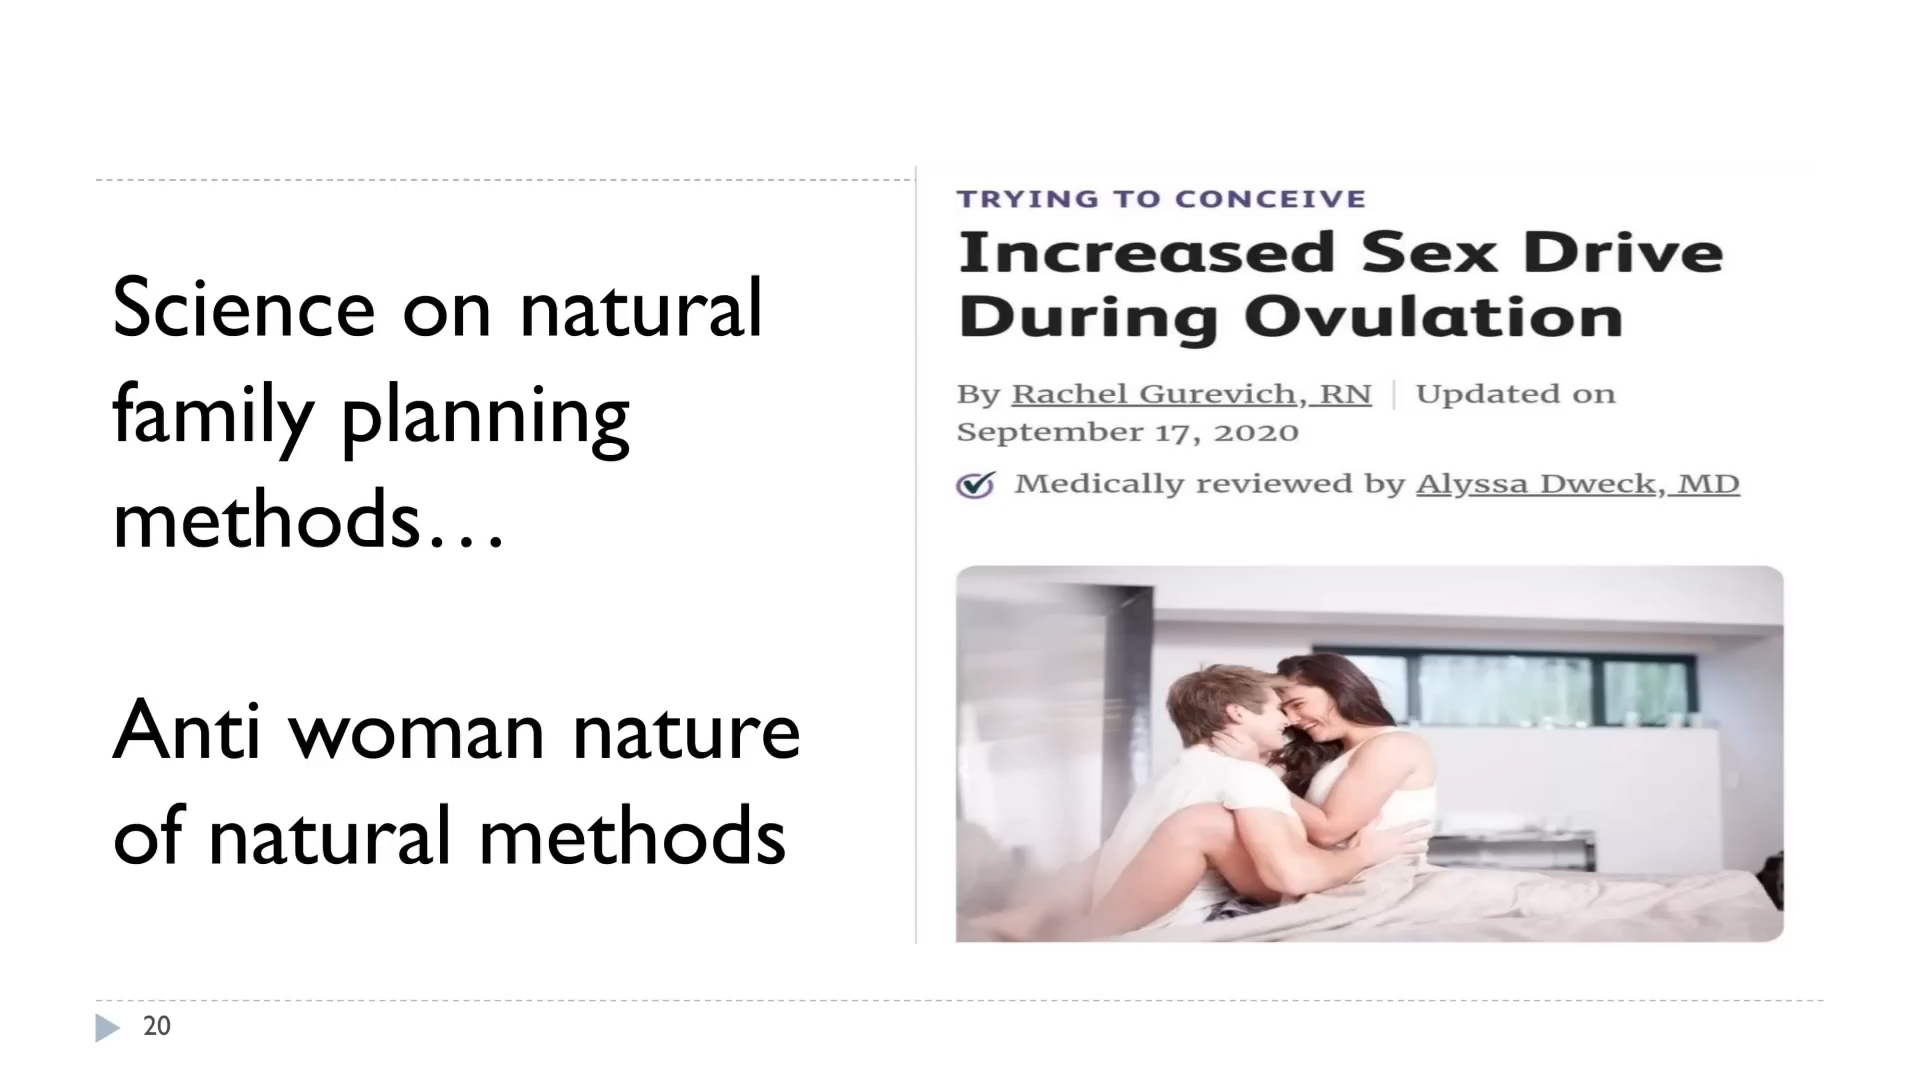 Science on natural
family planning
methods…
Anti woman nature
of natural methods
TRYING TO CONCEIVE
Increased Sex Drive
During Ovulation
By Rachel Gurevich, RN | Updated on
September 17, 2020
Medically reviewed by Alyssa Dweck, MD
20